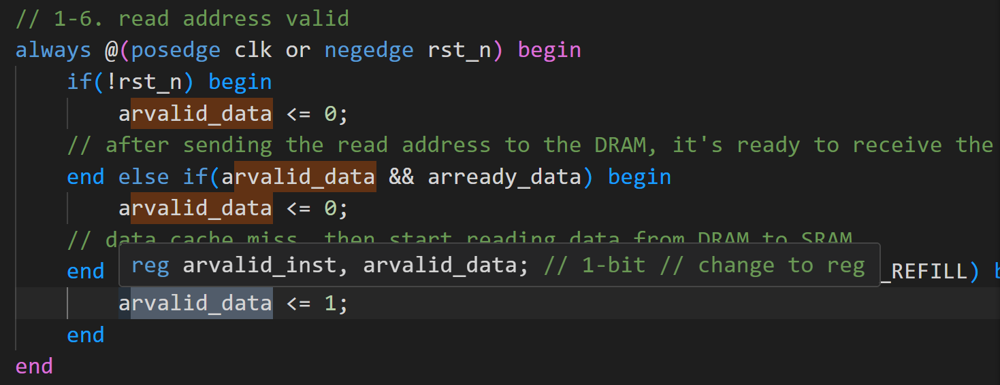 // 1-6. read address valid
always @(posedge clk or negedge rst_n) begin
if(!rst_n) begin
arvalid_data <= 0;
// after sending the read address to the DRAM, it's ready to receive the
end else if(arvalid_data && arready_data) begin
arvalid_data <= 0;
// data cache miss, then start reading data from DRAM to SRAM
reg arvalid_inst, arvalid_data; // 1-bit // change to reg
end _REFILL) b
arvalid_data <= 1;
end
end